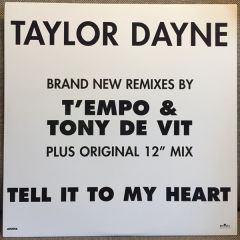 TAYLOR DAYNE
BRAND NEW REMIXES BY
T'EMPO &
TONY DE VIT
PLUS ORIGINAL 12" MIX
TELL IT TO MY HEART